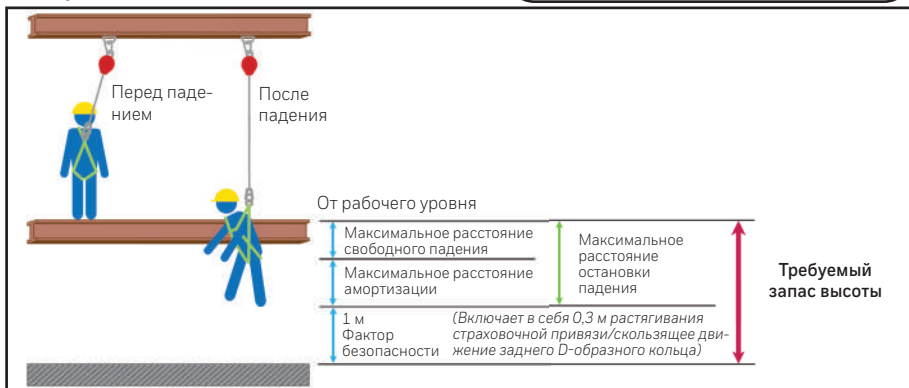 Перед паде-
нием
После
падения
От рабочего уровня
Максимальное расстояние
свободного падения
Максимальное расстояние
амортизации
Максимальное
расстояние
остановки
падения
Требуемый
запас высоты
1 м
Фактор
безопасности
(Включает в себя 0,3 м растягивания
страховочной привязи/скользящее дви-
жение заднего D-образного кольца)